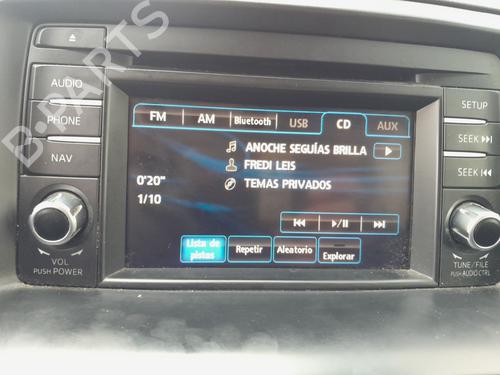 AUDIO
PHONE
NAV
VOL
PUSH POWER
SETUP
SEEK
SEEK
TUNE/FILE
PUSH AUDIO CTRL
FM AM Bluetooth USB CD AUX
ANOCHE SEGUÍAS BRILLA
FREDI LEIS
0'20" TEMAS PRIVADOS
1/10
Lista de
pistas
Repetir
Aleatorio
Explorar
B-PARTS